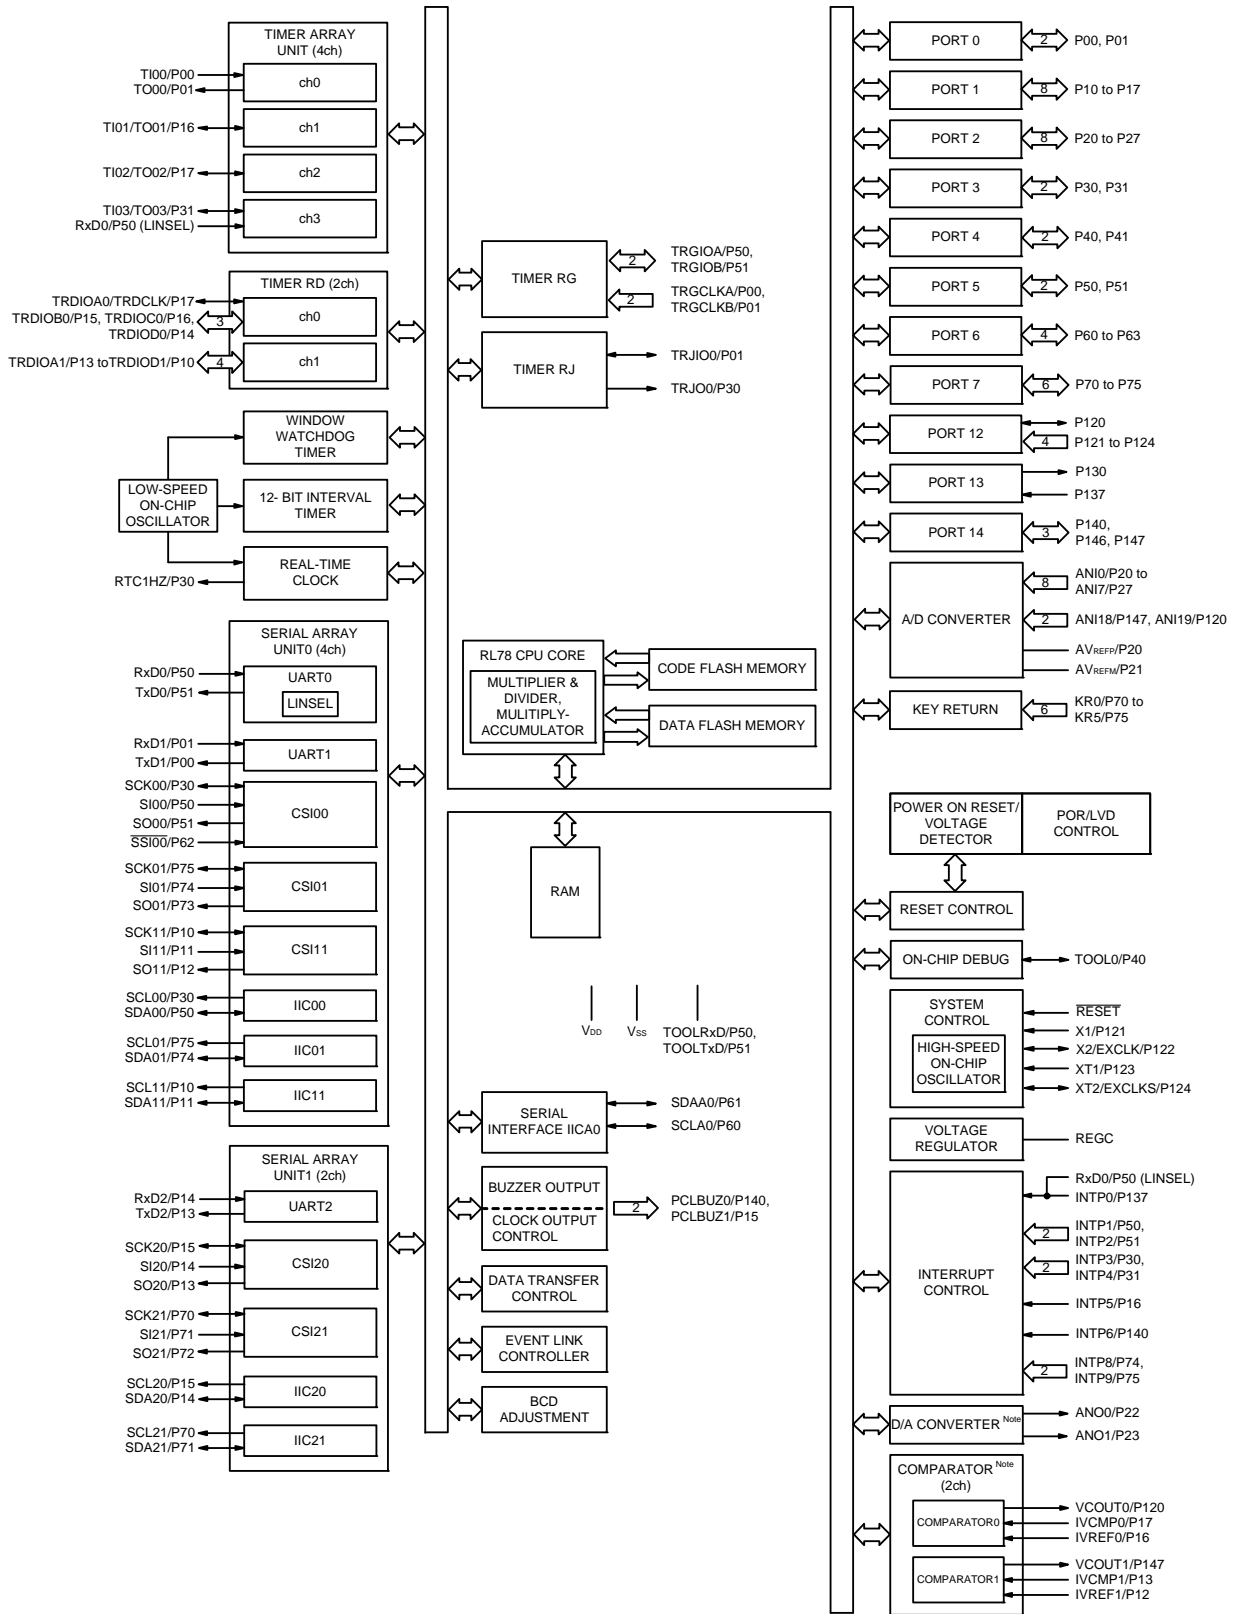 TIMER ARRAY
UNIT (4ch)
TI00/P00
TO00/P01
ch0
TI01/TO01/P16
ch1
TI02/TO02/P17
ch2
TI03/TO03/P31
RxD0/P50 (LINSEL)
ch3
TIMER RD (2ch)
TRDIOA0/TRDCLK/P17
TRDIOB0/P15, TRDIOC0/P16,
TRDIOD0/P14
3
ch0
TRDIOA1/P13 toTRDIOD1/P10
4
ch1
WINDOW
WATCHDOG
TIMER
LOW-SPEED
ON-CHIP
OSCILLATOR
12- BIT INTERVAL
TIMER
REAL-TIME
CLOCK
RTC1HZ/P30
SERIAL ARRAY
UNIT0 (4ch)
RxD0/P50
TxD0/P51
UART0
LINSEL
RxD1/P01
TxD1/P00
UART1
SCK00/P30
SI00/P50
SO00/P51
SSI00/P62
CSI00
SCK01/P75
SI01/P74
SO01/P73
CSI01
SCK11/P10
SI11/P11
SO11/P12
CSI11
SCL00/P30
SDA00/P50
IIC00
SCL01/P75
SDA01/P74
IIC01
SCL11/P10
SDA11/P11
IIC11
SERIAL ARRAY
UNIT1 (2ch)
RxD2/P14
TxD2/P13
UART2
SCK20/P15
SI20/P14
SO20/P13
CSI20
SCK21/P70
SI21/P71
SO21/P72
CSI21
SCL20/P15
SDA20/P14
IIC20
SCL21/P70
SDA21/P71
IIC21
TIMER RG
2
TRGIOA/P50,
TRGIOB/P51
2
TRGCLKA/P00,
TRGCLKB/P01
TIMER RJ
TRJIO0/P01
TRJO0/P30
RL78 CPU CORE
MULTIPLIER &
DIVIDER,
MULITIPLY-
ACCUMULATOR
CODE FLASH MEMORY
DATA FLASH MEMORY
RAM
VDD
VSS
TOOLRxD/P50,
TOOLTxD/P51
SERIAL
INTERFACE IICA0
SDAA0/P61
SCLA0/P60
BUZZER OUTPUT
CLOCK OUTPUT
CONTROL
2
PCLBUZ0/P140,
PCLBUZ1/P15
DATA TRANSFER
CONTROL
EVENT LINK
CONTROLLER
BCD
ADJUSTMENT
PORT 0
2
P00, P01
PORT 1
8
P10 to P17
PORT 2
8
P20 to P27
PORT 3
2
P30, P31
PORT 4
2
P40, P41
PORT 5
2
P50, P51
PORT 6
4
P60 to P63
PORT 7
6
P70 to P75
PORT 12
P120
4
P121 to P124
PORT 13
P130
P137
PORT 14
3
P140,
P146, P147
A/D CONVERTER
8
ANI0/P20 to
ANI7/P27
2
ANI18/P147, ANI19/P120
AVREFP/P20
AVREFM/P21
KEY RETURN
6
KR0/P70 to
KR5/P75
POWER ON RESET/
VOLTAGE
DETECTOR
POR/LVD
CONTROL
RESET CONTROL
ON-CHIP DEBUG
TOOL0/P40
SYSTEM
CONTROL
HIGH-SPEED
ON-CHIP
OSCILLATOR
RESET
X1/P121
X2/EXCLK/P122
XT1/P123
XT2/EXCLKS/P124
VOLTAGE
REGULATOR
REGC
INTERRUPT
CONTROL
RxD0/P50 (LINSEL)
INTP0/P137
2
INTP1/P50,
INTP2/P51
2
INTP3/P30,
INTP4/P31
INTP5/P16
INTP6/P140
2
INTP8/P74,
INTP9/P75
D/A CONVERTER Note
ANO0/P22
ANO1/P23
COMPARATOR Note
(2ch)
COMPARATOR0
VCOUT0/P120
IVCMP0/P17
IVREF0/P16
COMPARATOR1
VCOUT1/P147
IVCMP1/P13
IVREF1/P12